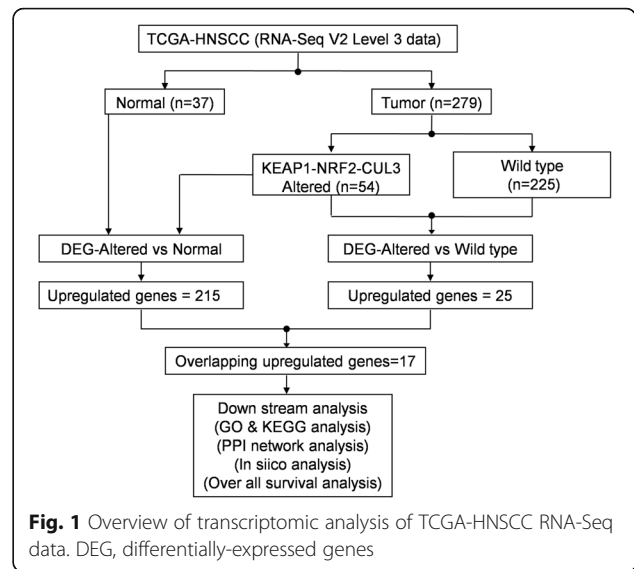 TCGA-HNSCC (RNA-Seq V2 Level 3 data)
Normal (n=37)
Tumor (n=279)
KEAP1-NRF2-CUL3
Altered (n=54)
Wild type
(n=225)
DEG-Altered vs Normal
DEG-Altered vs Wild type
Upregulated genes = 215
Upregulated genes = 25
Overlapping upregulated genes=17
Down stream analysis
(GO & KEGG analysis)
(PPI network analysis)
(In siico analysis)
(Over all survival analysis)
Fig. 1 Overview of transcriptomic analysis of TCGA-HNSCC RNA-Seq
data. DEG, differentially-expressed genes